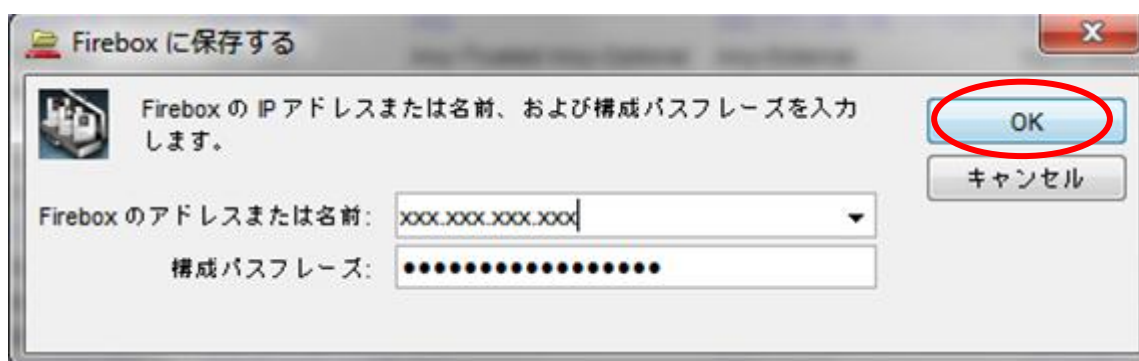 Firebox に保存する
Firebox の IP アドレスまたは名前、および構成パスフレーズを入力
します。
OK
キャンセル
Firebox のアドレスまたは名前:
xxx.xxx.xxx.xxx
構成パスフレーズ:
●●●●●●●●●●●●●●●●●